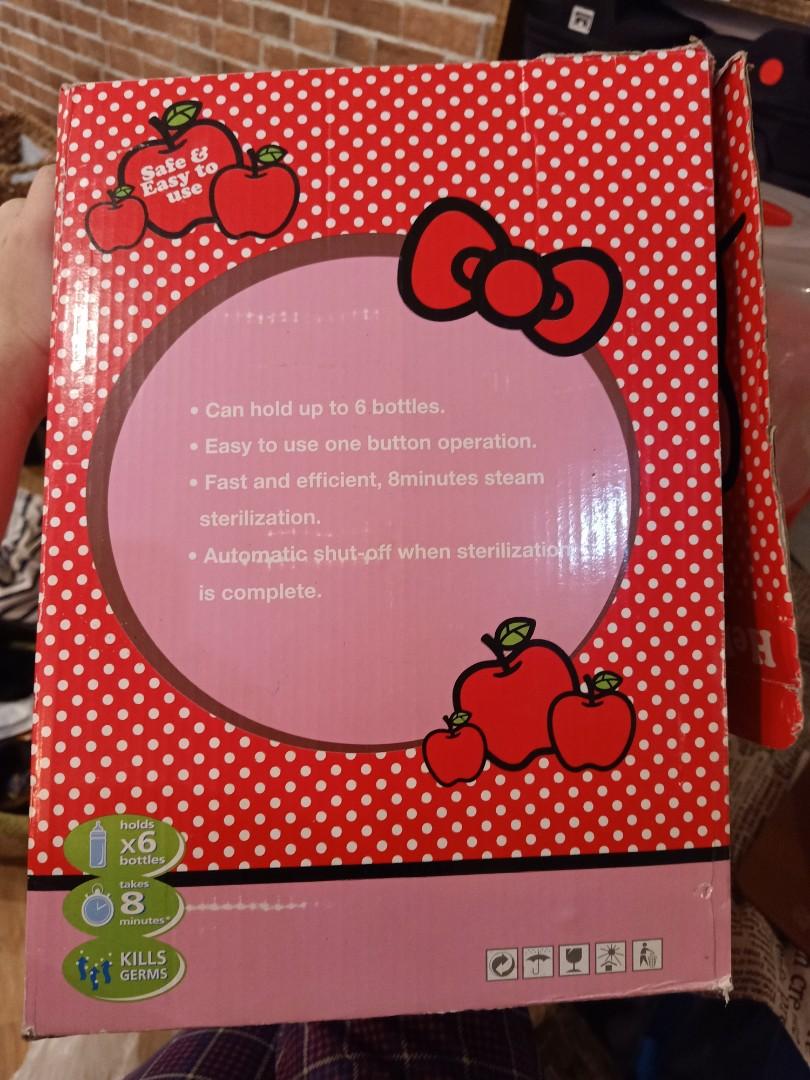 Safe &
Easy to
use
• Can hold up to 6 bottles.
• Easy to use one button operation.
• Fast and efficient, 8minutes steam
sterilization.
• Automatic shut-off when sterilization
is complete.
holds
x6
bottles
takes
8
minutes*
KILLS
GERMS